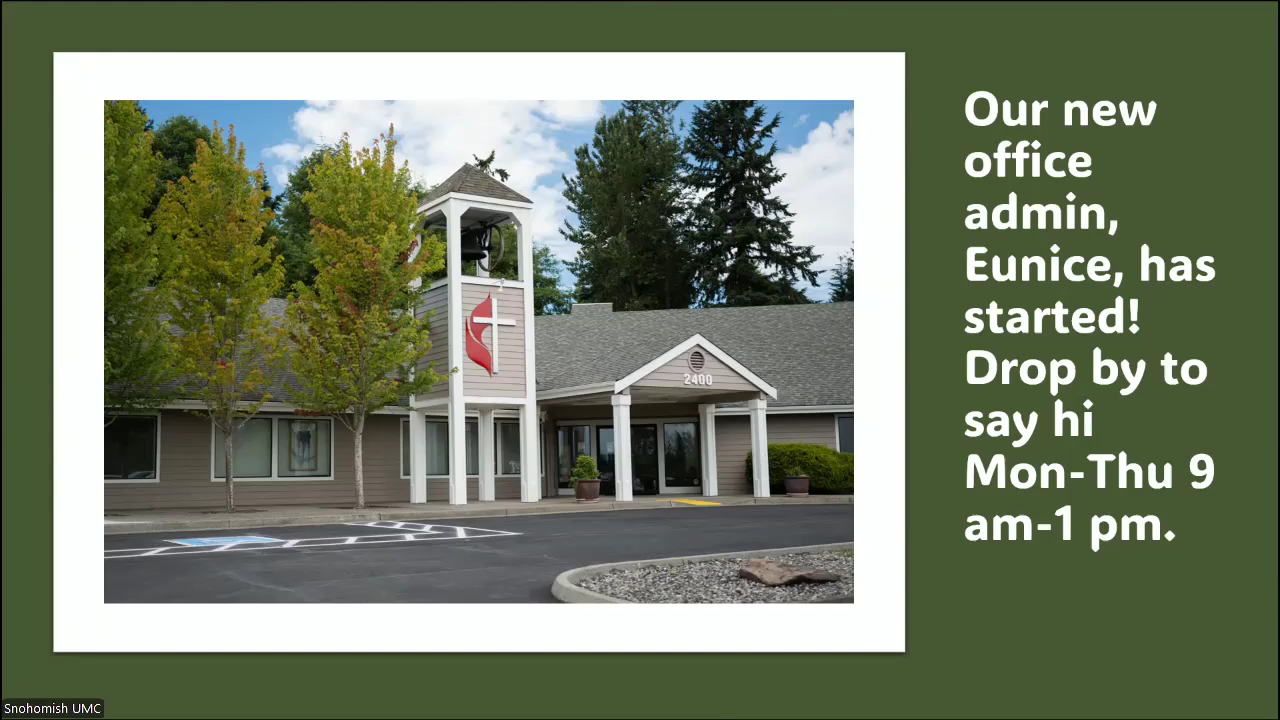 Our new
office
admin,
Eunice, has
started!
Drop by to
say hi
Mon-Thu 9
am-1 pm.
2400
Snohomish UMC